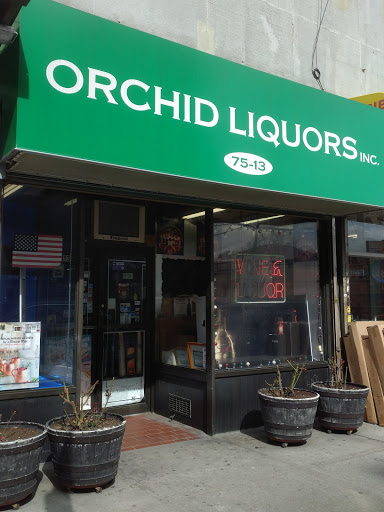 ORCHID LIQUORS INC.
75-13
WINE &
LIQUOR